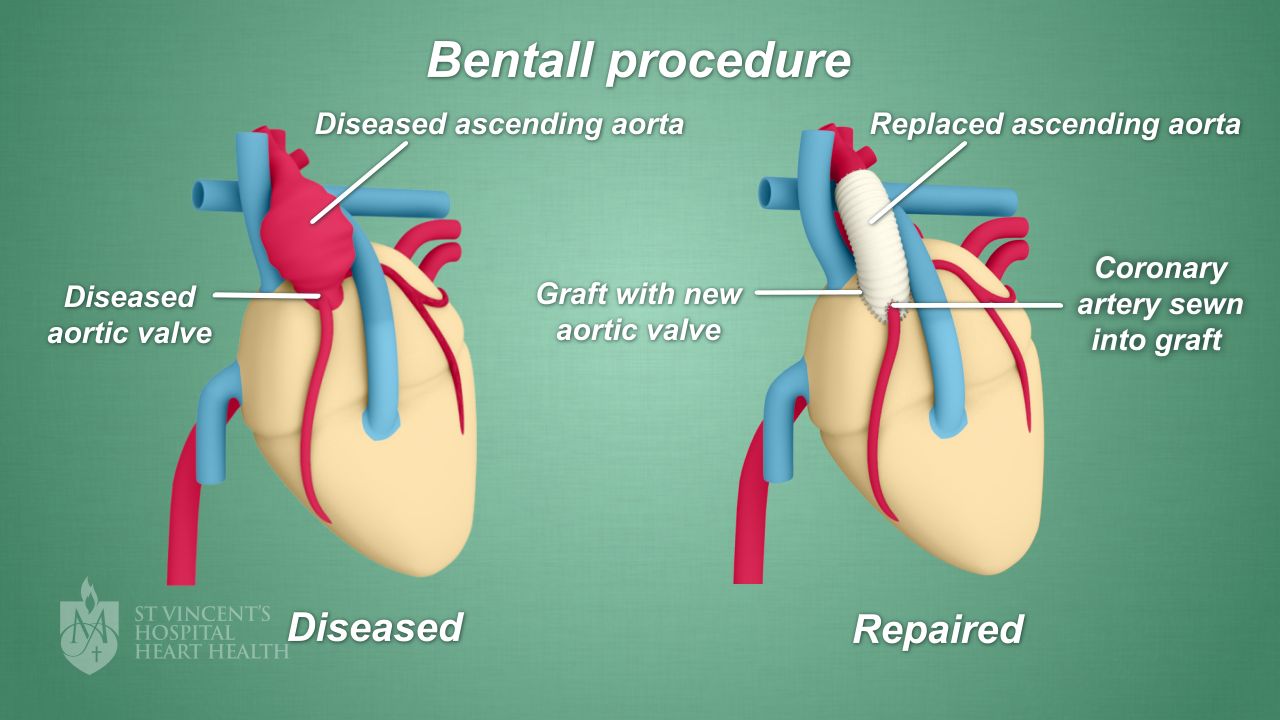 Bentall procedure
Diseased ascending aorta
Replaced ascending aorta
Diseased
aortic valve
Graft with new
aortic valve
Coronary
artery sewn
into graft
ST VINCENT'S
HOSPITAL
HEART HEALTH
Diseased
Repaired